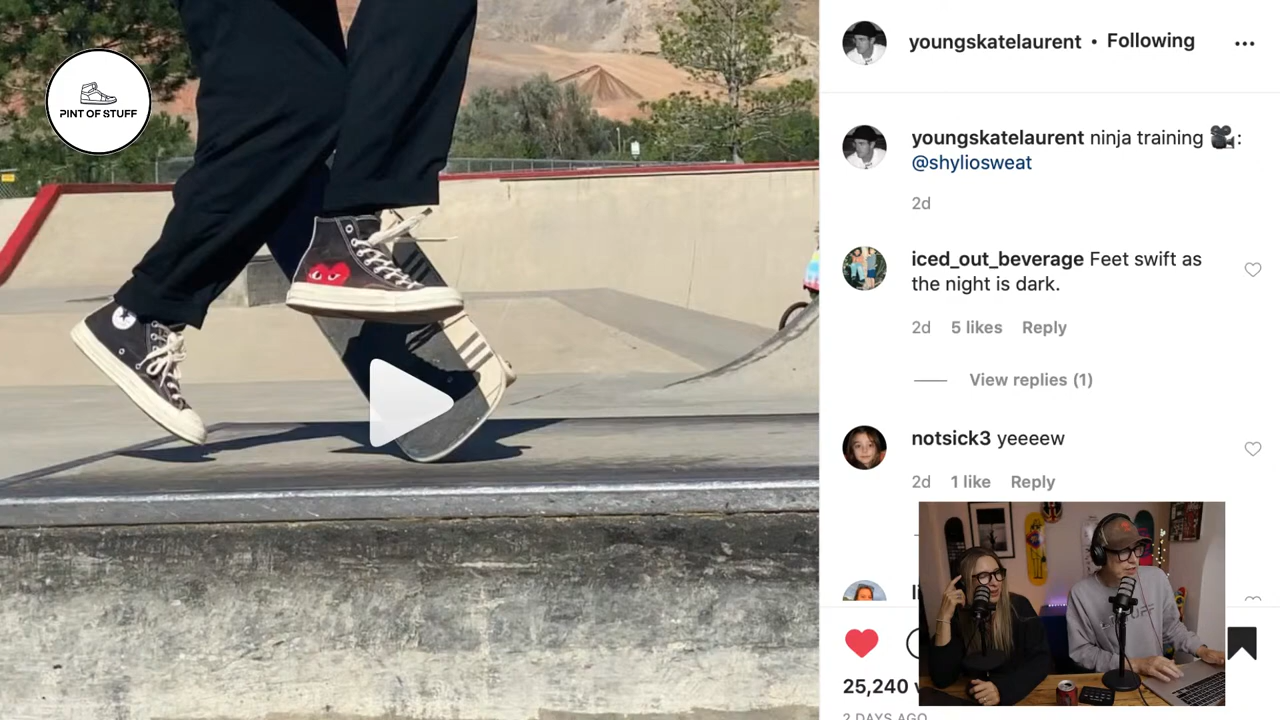 PINT OF STUFF
youngskatelaurent • Following
youngskatelaurent ninja training 🎥:
@shyliosweat
2d
iced_out_beverage Feet swift as
the night is dark.
2d 5 likes Reply
View replies (1)
notsick3 yeeeew
2d 1 like Reply
25,240
2 DAYS AGO